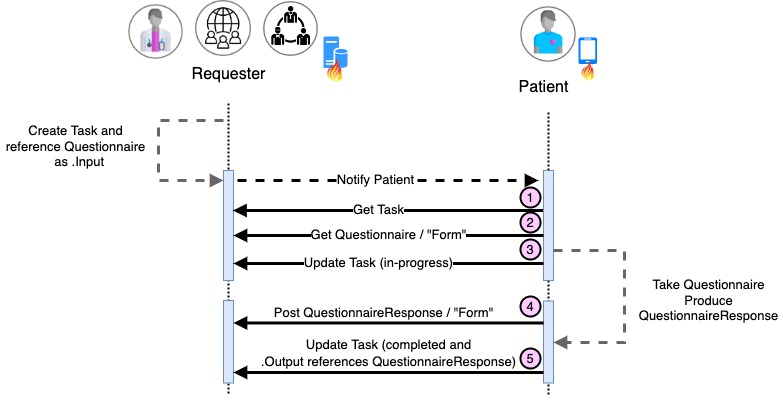 Requester
Patient
Create Task and
reference Questionnaire
as .Input
Notify Patient
1
Get Task
2
Get Questionnaire / "Form"
3
Update Task (in-progress)
Take Questionnaire
Produce
QuestionnaireResponse
4
Post QuestionnaireResponse / "Form"
Update Task (completed and
.Output references QuestionnaireResponse)
5